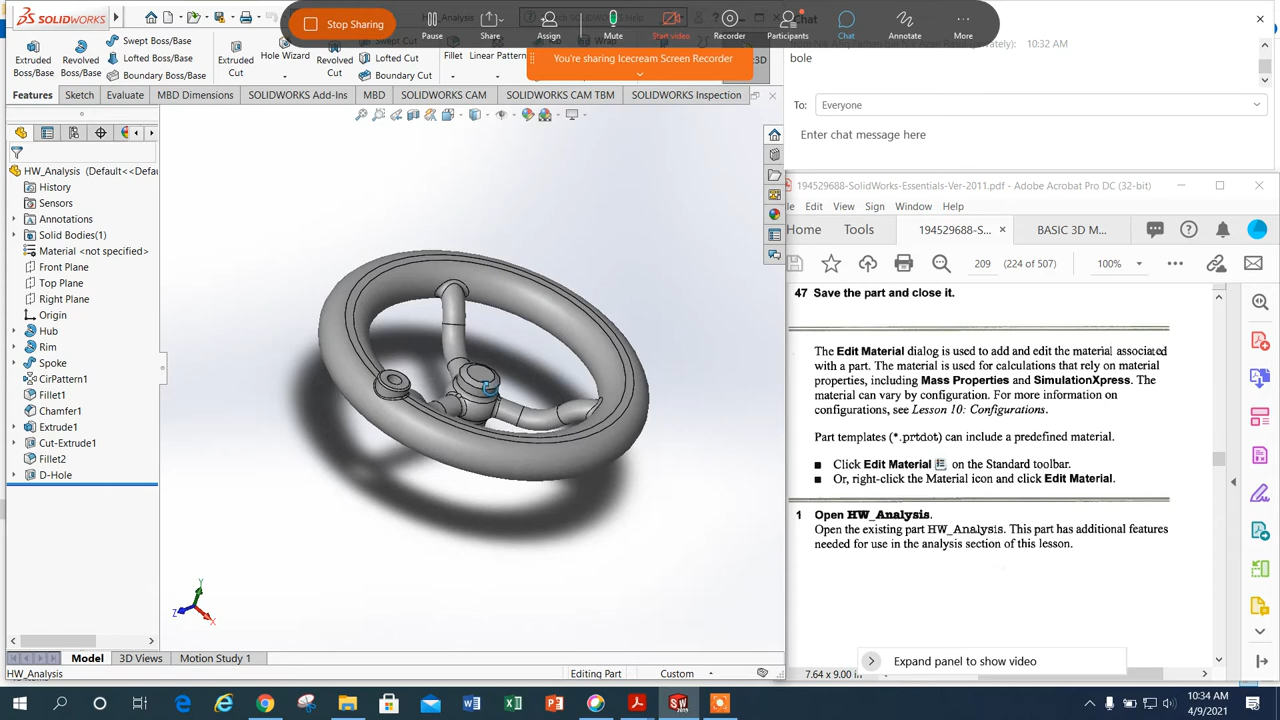 SOLIDWORKS
HW_Analysis
Stop Sharing
Pause
Share
Assign
Mute
Start video
Recorder
Participants
Chat
Annotate
More
You're sharing Icecream Screen Recorder
Extruded Boss/Base
Revolved Boss/Base
Swept Boss/Base
Lofted Boss/Base
Boundary Boss/Base
Extruded Cut
Hole Wizard
Revolved Cut
Lofted Cut
Boundary Cut
Fillet
Linear Pattern
Features
Sketch
Evaluate
MBD Dimensions
SOLIDWORKS Add-Ins
MBD
SOLIDWORKS CAM
SOLIDWORKS CAM TBM
SOLIDWORKS Inspection
HW_Analysis (Default<<Defau
History
Sensors
Annotations
Solid Bodies(1)
Material <not specified>
Front Plane
Top Plane
Right Plane
Origin
Hub
Rim
Spoke
CirPattern1
Fillet1
Chamfer1
Extrude1
Cut-Extrude1
Fillet2
D-Hole
Y
Z
X
Model
3D Views
Motion Study 1
HW_Analysis
Editing Part
Custom
Chat
10:32 AM
bole
To:
Everyone
Enter chat message here
194529688-SolidWorks-Essentials-Ver-2011.pdf - Adobe Acrobat Pro DC (32-bit)
Edit View Sign Window Help
Home
Tools
194529688-S...
BASIC 3D M...
209
(224 of 507)
100%
47 Save the part and close it.
The Edit Material dialog is used to add and edit the material associated
with a part. The material is used for calculations that rely on material
properties, including Mass Properties and SimulationXpress. The
material can vary by configuration. For more information on
configurations, see Lesson 10: Configurations.
Part templates (*.prtdot) can include a predefined material.
■ Click Edit Material on the Standard toolbar.
■ Or, right-click the Material icon and click Edit Material.
1 Open HW_Analysis.
Open the existing part HW_Analysis. This part has additional features
needed for use in the analysis section of this lesson.
Expand panel to show video
7.64 x 9.00 in
10:34 AM
4/9/2021